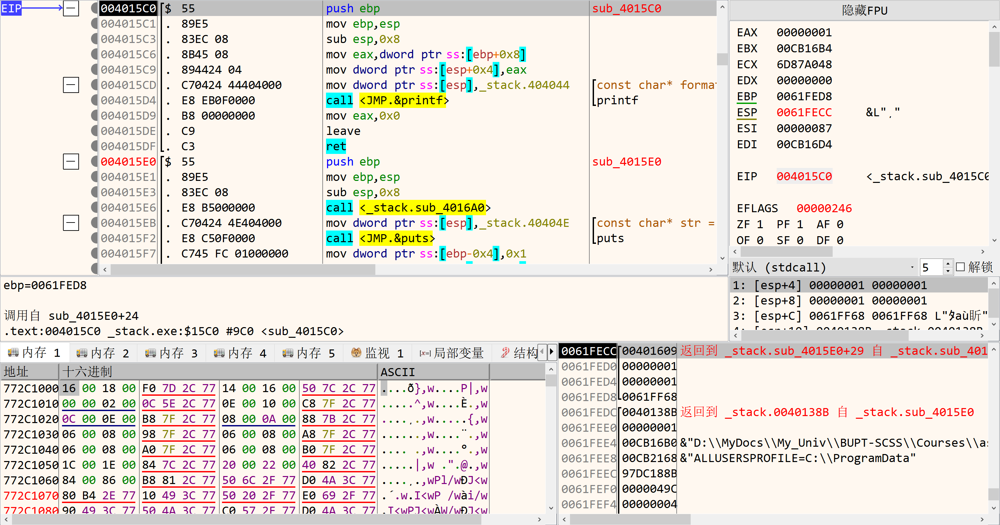 EIP
004015C0 $ 55 push ebp sub_4015C0
004015C1 . 89E5 mov ebp,esp
004015C3 . 83EC 08 sub esp,0x8
004015C6 . 8B45 08 mov eax,dword ptr ss:[ebp+0x8]
004015C9 . 894424 04 mov dword ptr ss:[esp+0x4],eax
004015CD . C70424 44404000 mov dword ptr ss:[esp],_stack.404044 const char* format
004015D4 . E8 EB0F0000 call <JMP.&printf> printf
004015D9 . B8 00000000 mov eax,0x0
004015DE . C9 leave
004015DF . C3 ret
004015E0 $ 55 push ebp sub_4015E0
004015E1 . 89E5 mov ebp,esp
004015E3 . 83EC 08 sub esp,0x8
004015E6 . E8 B5000000 call <_stack.sub_4016A0>
004015EB . C70424 4E404000 mov dword ptr ss:[esp],_stack.40404E const char* str =
004015F2 . E8 C50F0000 call <JMP.&puts> puts
004015F7 . C745 FC 01000000 mov dword ptr ss:[ebp-0x4],0x1
隐藏FPU
EAX 00000001
EBX 00CB16B4
ECX 6D87A048
EDX 00000000
EBP 0061FED8
ESP 0061FECC &L","
ESI 00000087
EDI 00CB16D4
EIP 004015C0 <_stack.sub_4015C0
EFLAGS 00000246
ZF 1 PF 1 AF 0
OF 0 SF 0 DF 0
默认 (stdcall) 5 解锁
1: [esp+4] 00000001 00000001
2: [esp+8] 00000001 00000001
3: [esp+C] 0061FF68 0061FF68
4: [esp+10] 0040138B _stack.0040138B
ebp=0061FED8
调用自 sub_4015E0+24
.text:004015C0 _stack.exe:$15C0 #9C0 <sub_4015C0>
内存 1 内存 2 内存 3 内存 4 内存 5 监视 1 [x=] 局部变量 结构
地址 十六进制 ASCII
772C1000 16 00 18 00 F0 7D 2C 77 14 00 16 00 50 7C 2C 77 ....ð},w....P|,w
772C1010 00 00 02 00 0C 5E 2C 77 0E 00 10 00 C8 7F 2C 77 .....^,w....È.,w
772C1020 0C 00 0E 00 B8 7F 2C 77 08 00 0A 00 88 7B 2C 77 ....¸.,w.....{,w
772C1030 06 00 08 00 98 7F 2C 77 06 00 08 00 A8 7F 2C 77 ......,w....¨.,w
772C1040 06 00 08 00 A0 7F 2C 77 06 00 08 00 B0 7F 2C 77 .... .,w....°.,w
772C1050 1C 00 1E 00 84 7C 2C 77 20 00 22 00 40 82 2C 77 .....|,w .".@.,w
772C1060 84 00 86 00 B8 81 2C 77 50 6C 2F 77 D0 4A 3C 77 ....¸.,wPl/wÐJ<w
772C1070 80 B4 2E 77 10 49 3C 77 50 20 2F 77 E0 69 2F 77 .´.w.I<wP /wài/w
772C1080 90 49 3C 77 50 4A 3C 77 C0 57 2F 77 D0 4A 3C 77 .I<wPJ<wÀW/wÐJ<w
0061FECC 00401609 返回到 _stack.sub_4015E0+29 自 _stack.sub_401
0061FED0 00000001
0061FED4 00000001
0061FED8 0061FF68
0061FEDC 0040138B 返回到 _stack.0040138B 自 _stack.sub_4015E0
0061FEE0 00000001
0061FEE4 00CB16B0 &"D:\\MyDocs\\My_Univ\\BUPT-SCSS\\Courses\\as
0061FEE8 00CB2168 &"ALLUSERSPROFILE=C:\\ProgramData"
0061FEEC 97DC188B
0061FEF0 0000049C
0061FEF4 00000004